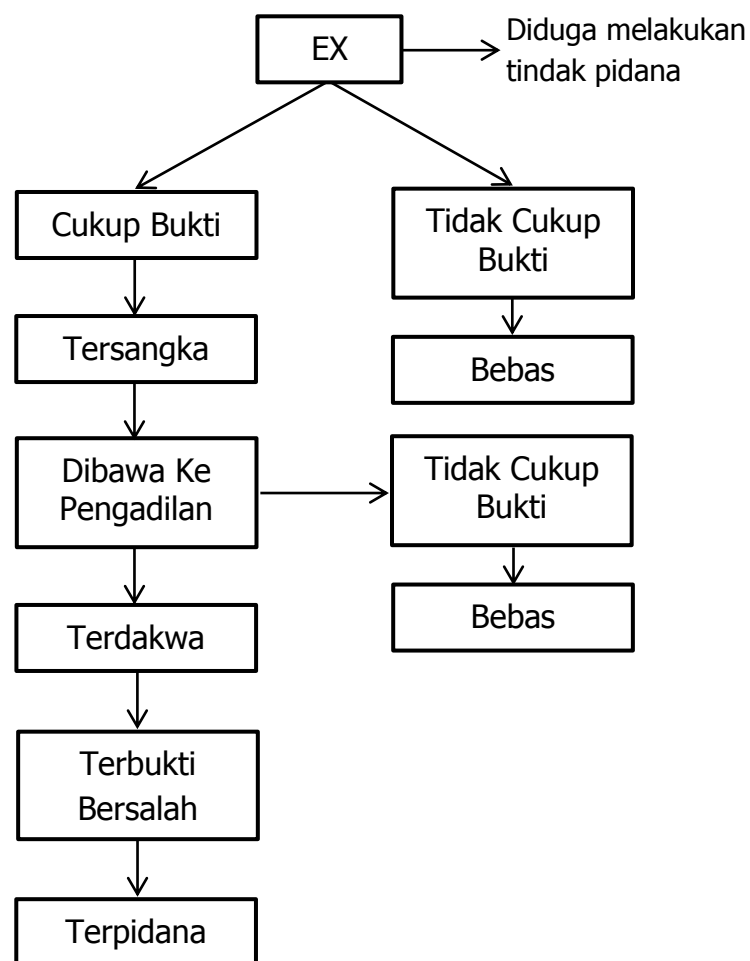 EX
Diduga melakukan
tindak pidana
Cukup Bukti
Tidak Cukup
Bukti
Tersangka
Bebas
Dibawa Ke
Pengadilan
Tidak Cukup
Bukti
Terdakwa
Bebas
Terbukti
Bersalah
Terpidana